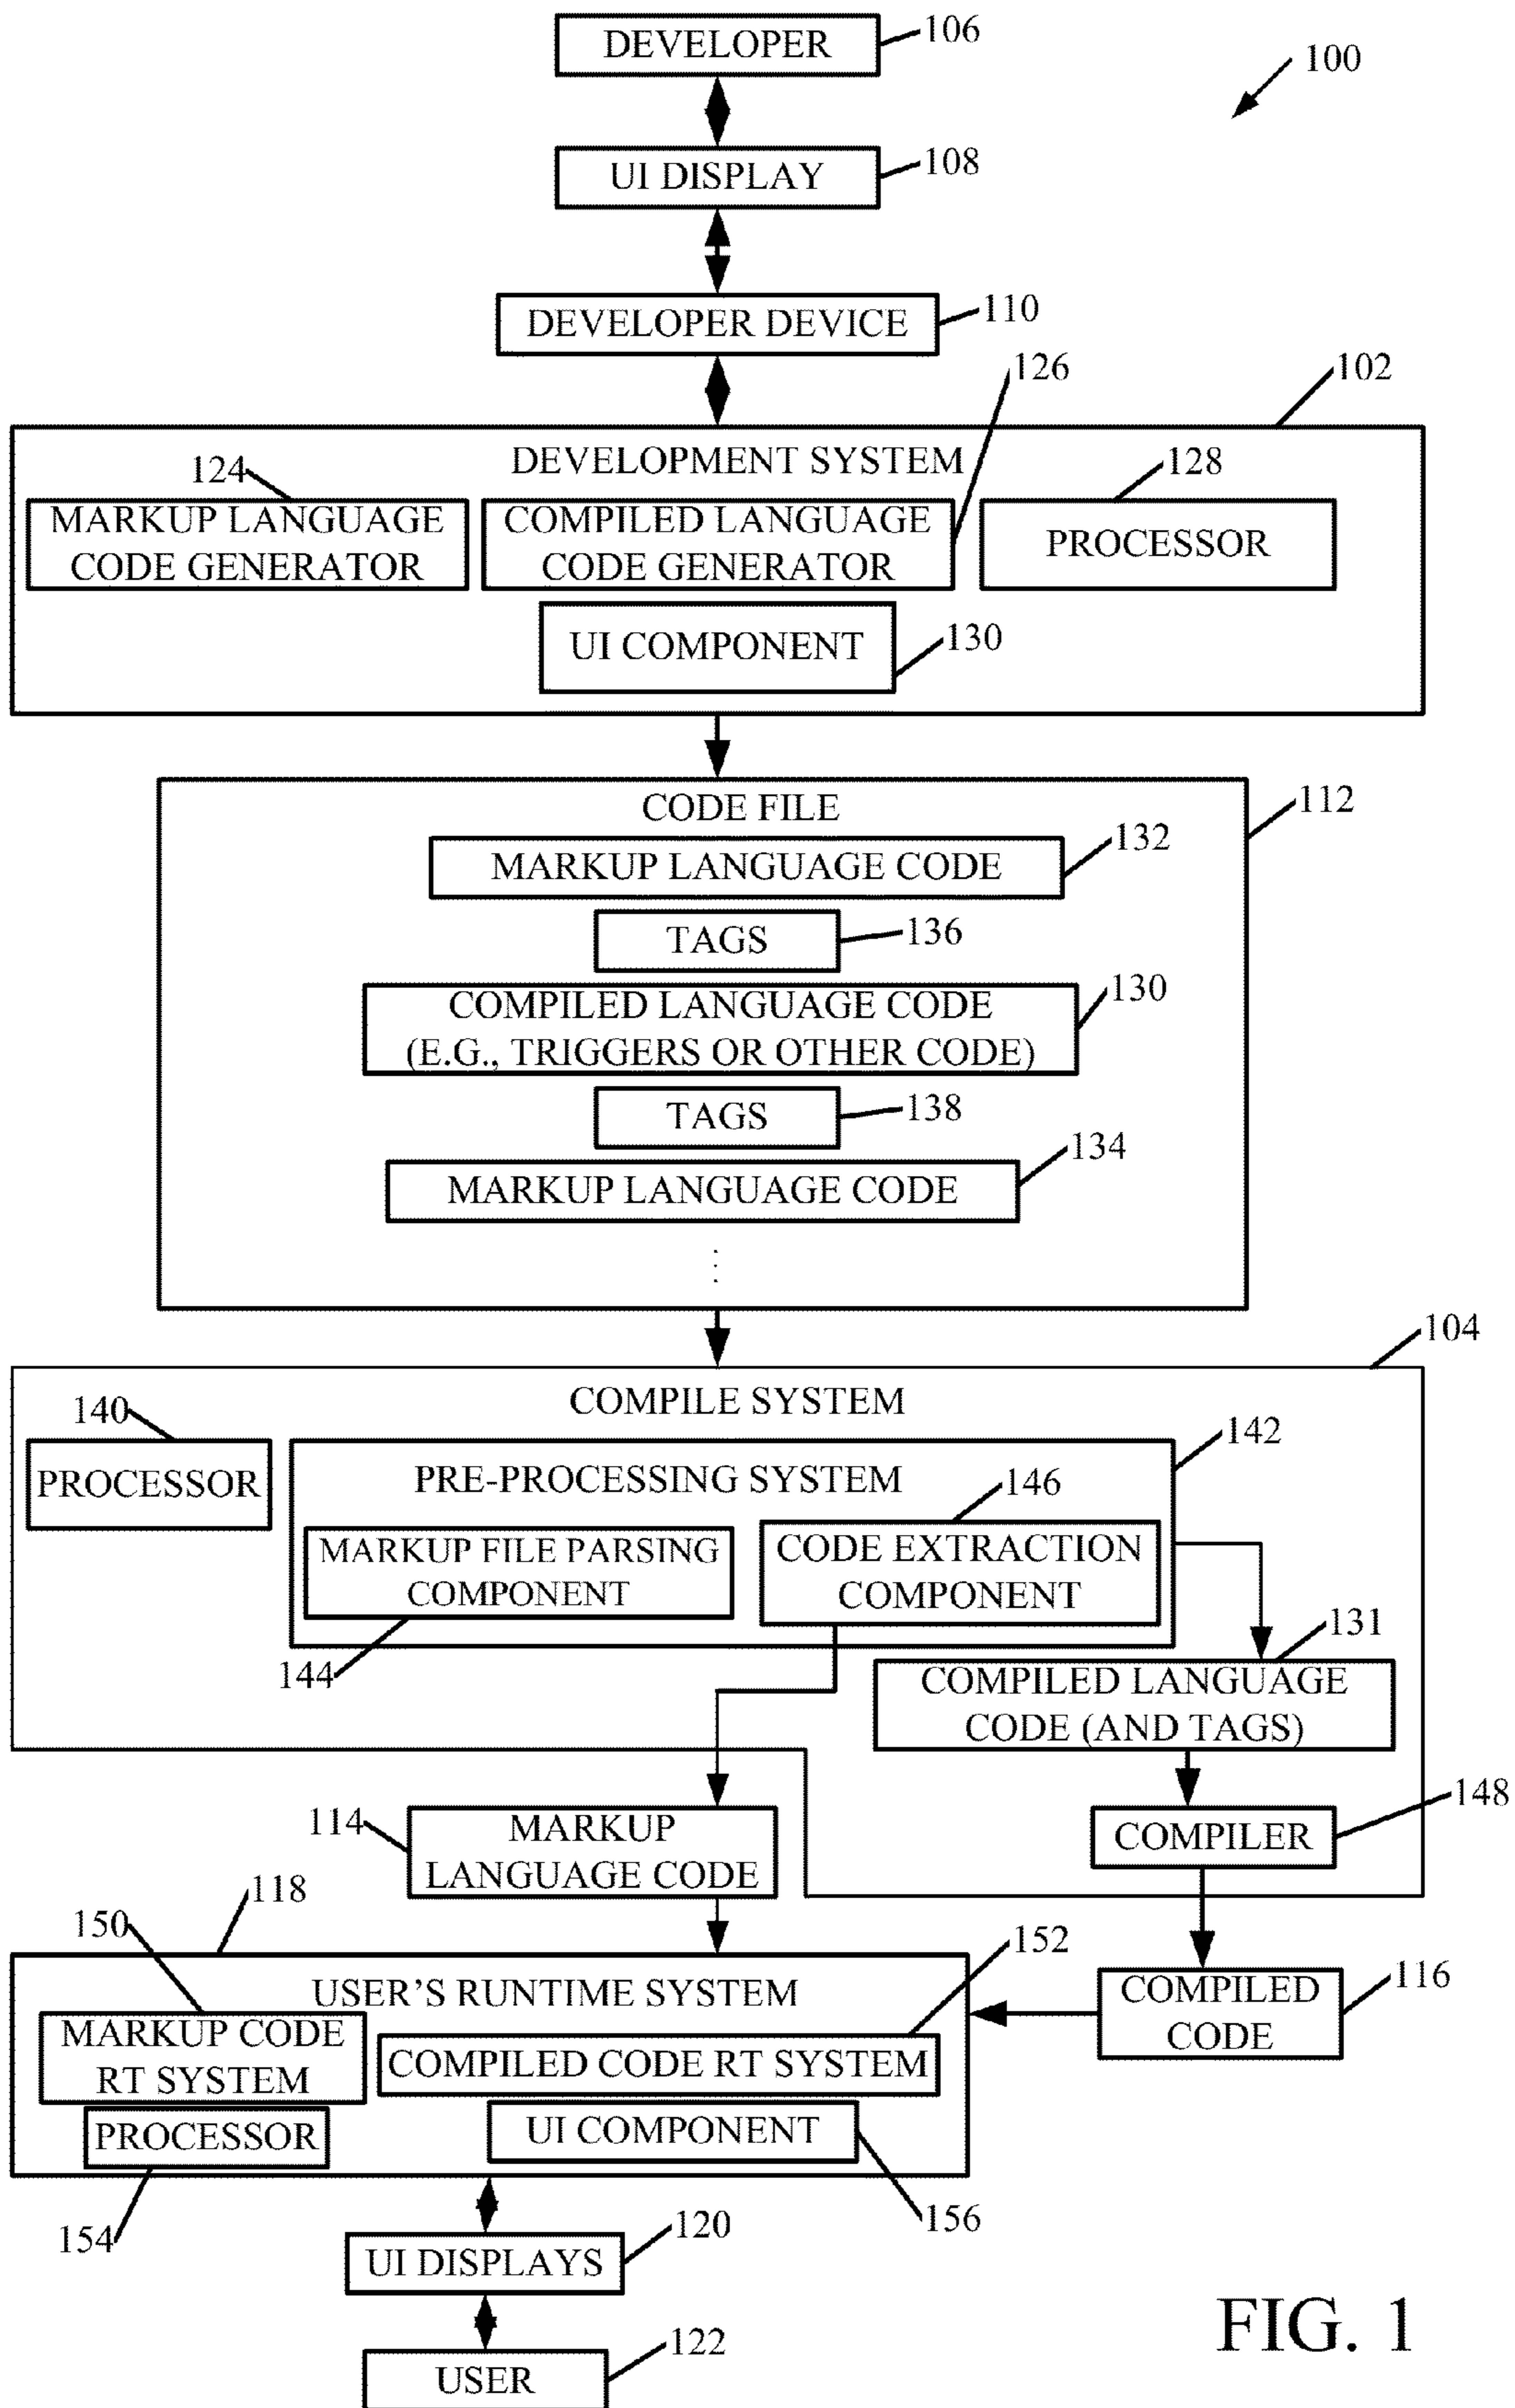 DEVELOPER
106
100
UI DISPLAY
108
DEVELOPER DEVICE
110
126
102
DEVELOPMENT SYSTEM
124
128
MARKUP LANGUAGE
CODE GENERATOR
COMPILED LANGUAGE
CODE GENERATOR
PROCESSOR
UI COMPONENT
130
CODE FILE
112
MARKUP LANGUAGE CODE
132
TAGS
136
COMPILED LANGUAGE CODE
(E.G., TRIGGERS OR OTHER CODE)
130
TAGS
138
MARKUP LANGUAGE CODE
134
104
COMPILE SYSTEM
140
PROCESSOR
142
PRE-PROCESSING SYSTEM
146
MARKUP FILE PARSING
COMPONENT
CODE EXTRACTION
COMPONENT
144
131
COMPILED LANGUAGE
CODE (AND TAGS)
114
MARKUP
LANGUAGE CODE
COMPILER
148
118
150
152
USER'S RUNTIME SYSTEM
MARKUP CODE
RT SYSTEM
COMPILED CODE RT SYSTEM
COMPILED
CODE
116
PROCESSOR
UI COMPONENT
154
156
UI DISPLAYS
120
USER
122
FIG. 1